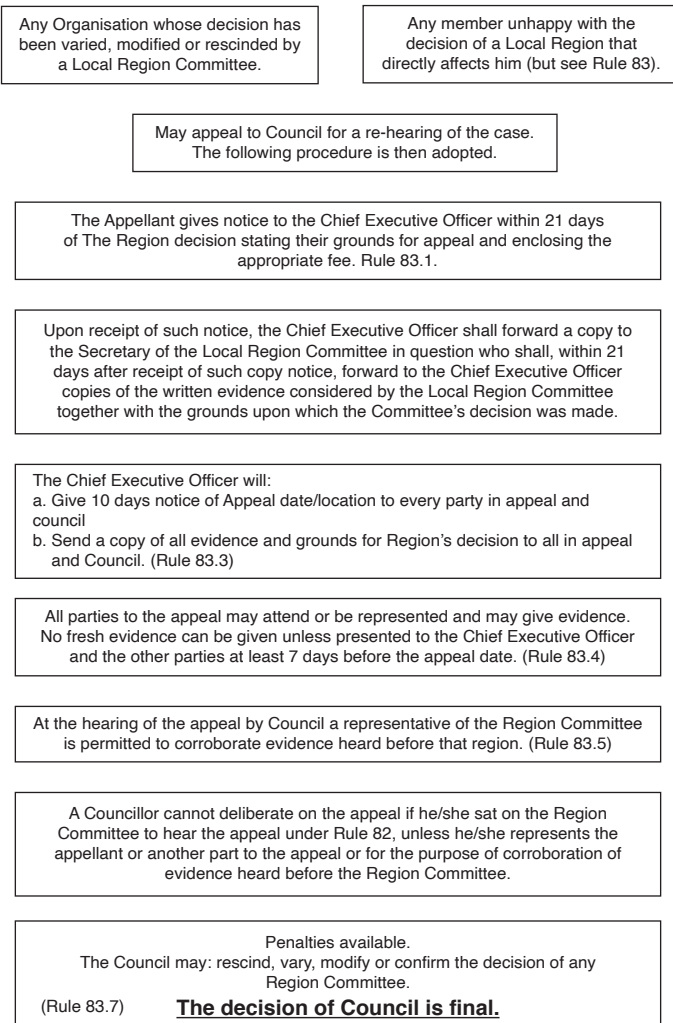 Any Organisation whose decision has
been varied, modified or rescinded by
a Local Region Committee.
Any member unhappy with the
decision of a Local Region that
directly affects him (but see Rule 83).
May appeal to Council for a re-hearing of the case.
The following procedure is then adopted.
The Appellant gives notice to the Chief Executive Officer within 21 days
of The Region decision stating their grounds for appeal and enclosing the
appropriate fee. Rule 83.1.
Upon receipt of such notice, the Chief Executive Officer shall forward a copy to
the Secretary of the Local Region Committee in question who shall, within 21
days after receipt of such copy notice, forward to the Chief Executive Officer
copies of the written evidence considered by the Local Region Committee
together with the grounds upon which the Committee's decision was made.
The Chief Executive Officer will:
a. Give 10 days notice of Appeal date/location to every party in appeal and
council
b. Send a copy of all evidence and grounds for Region's decision to all in appeal
and Council. (Rule 83.3)
All parties to the appeal may attend or be represented and may give evidence.
No fresh evidence can be given unless presented to the Chief Executive Officer
and the other parties at least 7 days before the appeal date. (Rule 83.4)
At the hearing of the appeal by Council a representative of the Region Committee
is permitted to corroborate evidence heard before that region. (Rule 83.5)
A Councillor cannot deliberate on the appeal if he/she sat on the Region
Committee to hear the appeal under Rule 82, unless he/she represents the
appellant or another part to the appeal or for the purpose of corroboration of
evidence heard before the Region Committee.
Penalties available.
The Council may: rescind, vary, modify or confirm the decision of any
Region Committee.
(Rule 83.7) The decision of Council is final.